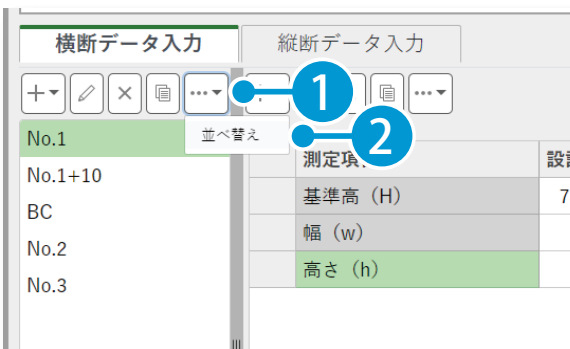 横断データ入力 縦断データ入力
1
並べ替え 2
No.1
No.1+10
BC
No.2
No.3
測定項
基準高（H） 7
幅（w）
高さ（h）